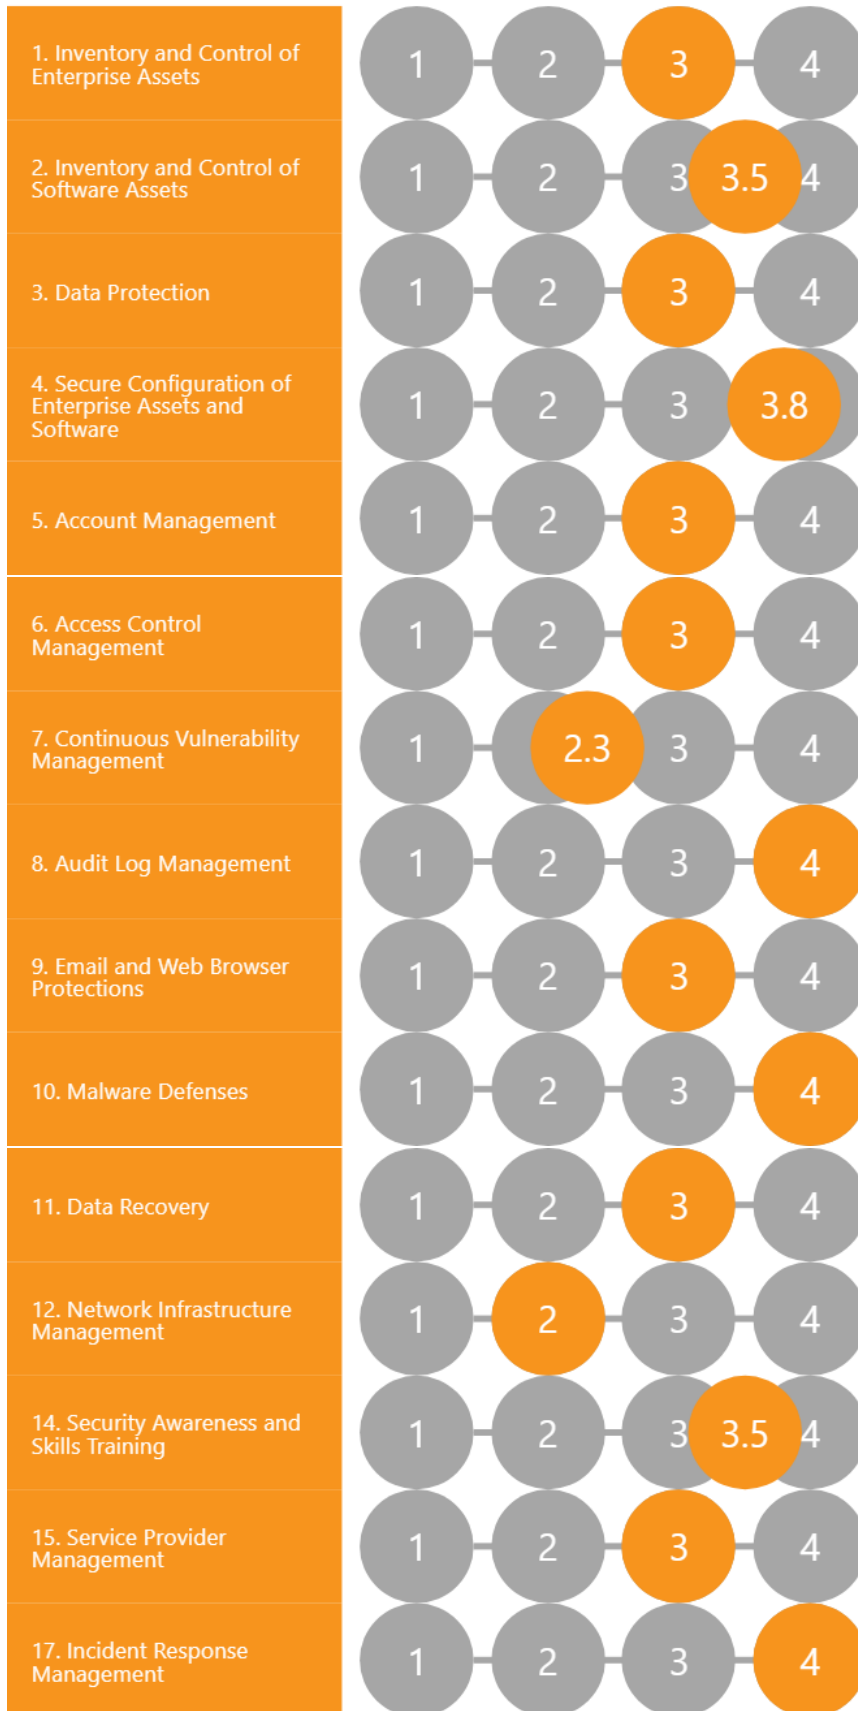 1. Inventory and Control of
Enterprise Assets
1 2 3 4
2. Inventory and Control of
Software Assets
1 2 3 3.5 4
3. Data Protection
1 2 3 4
4. Secure Configuration of
Enterprise Assets and
Software
1 2 3 3.8
5. Account Management
1 2 3 4
6. Access Control
Management
1 2 3 4
7. Continuous Vulnerability
Management
1 2.3 3 4
8. Audit Log Management
1 2 3 4
9. Email and Web Browser
Protections
1 2 3 4
10. Malware Defenses
1 2 3 4
11. Data Recovery
1 2 3 4
12. Network Infrastructure
Management
1 2 3 4
14. Security Awareness and
Skills Training
1 2 3 3.5 4
15. Service Provider
Management
1 2 3 4
17. Incident Response
Management
1 2 3 4